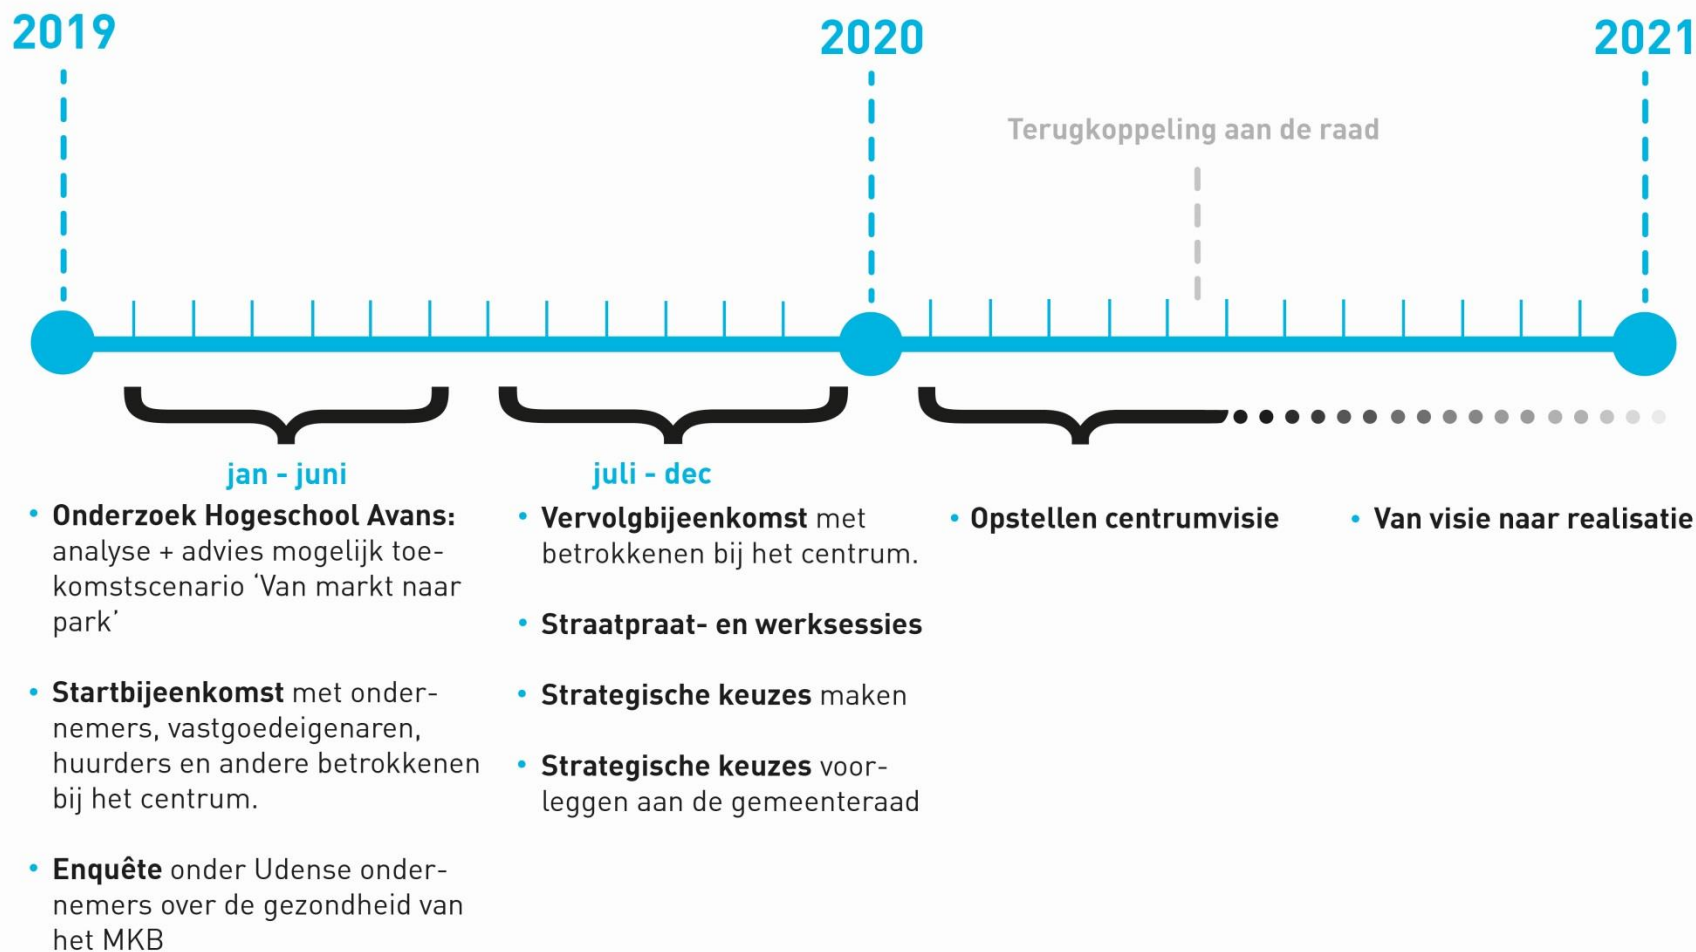 2019
2020
2021
Terugkoppeling aan de raad
jan - juni
• Onderzoek Hogeschool Avans:
analyse + advies mogelijk toe-
komstscenario ‘Van markt naar
park’
• Startbijeenkomst met onder-
nemers, vastgoedeigenaren,
huurders en andere betrokkenen
bij het centrum.
• Enquête onder Udense onder-
nemers over de gezondheid van
het MKB
juli - dec
• Vervolgbijeenkomst met
betrokkenen bij het centrum.
• Straatpraat- en werksessies
• Strategische keuzes maken
• Strategische keuzes voor-
leggen aan de gemeenteraad
• Opstellen centrumvisie
• Van visie naar realisatie